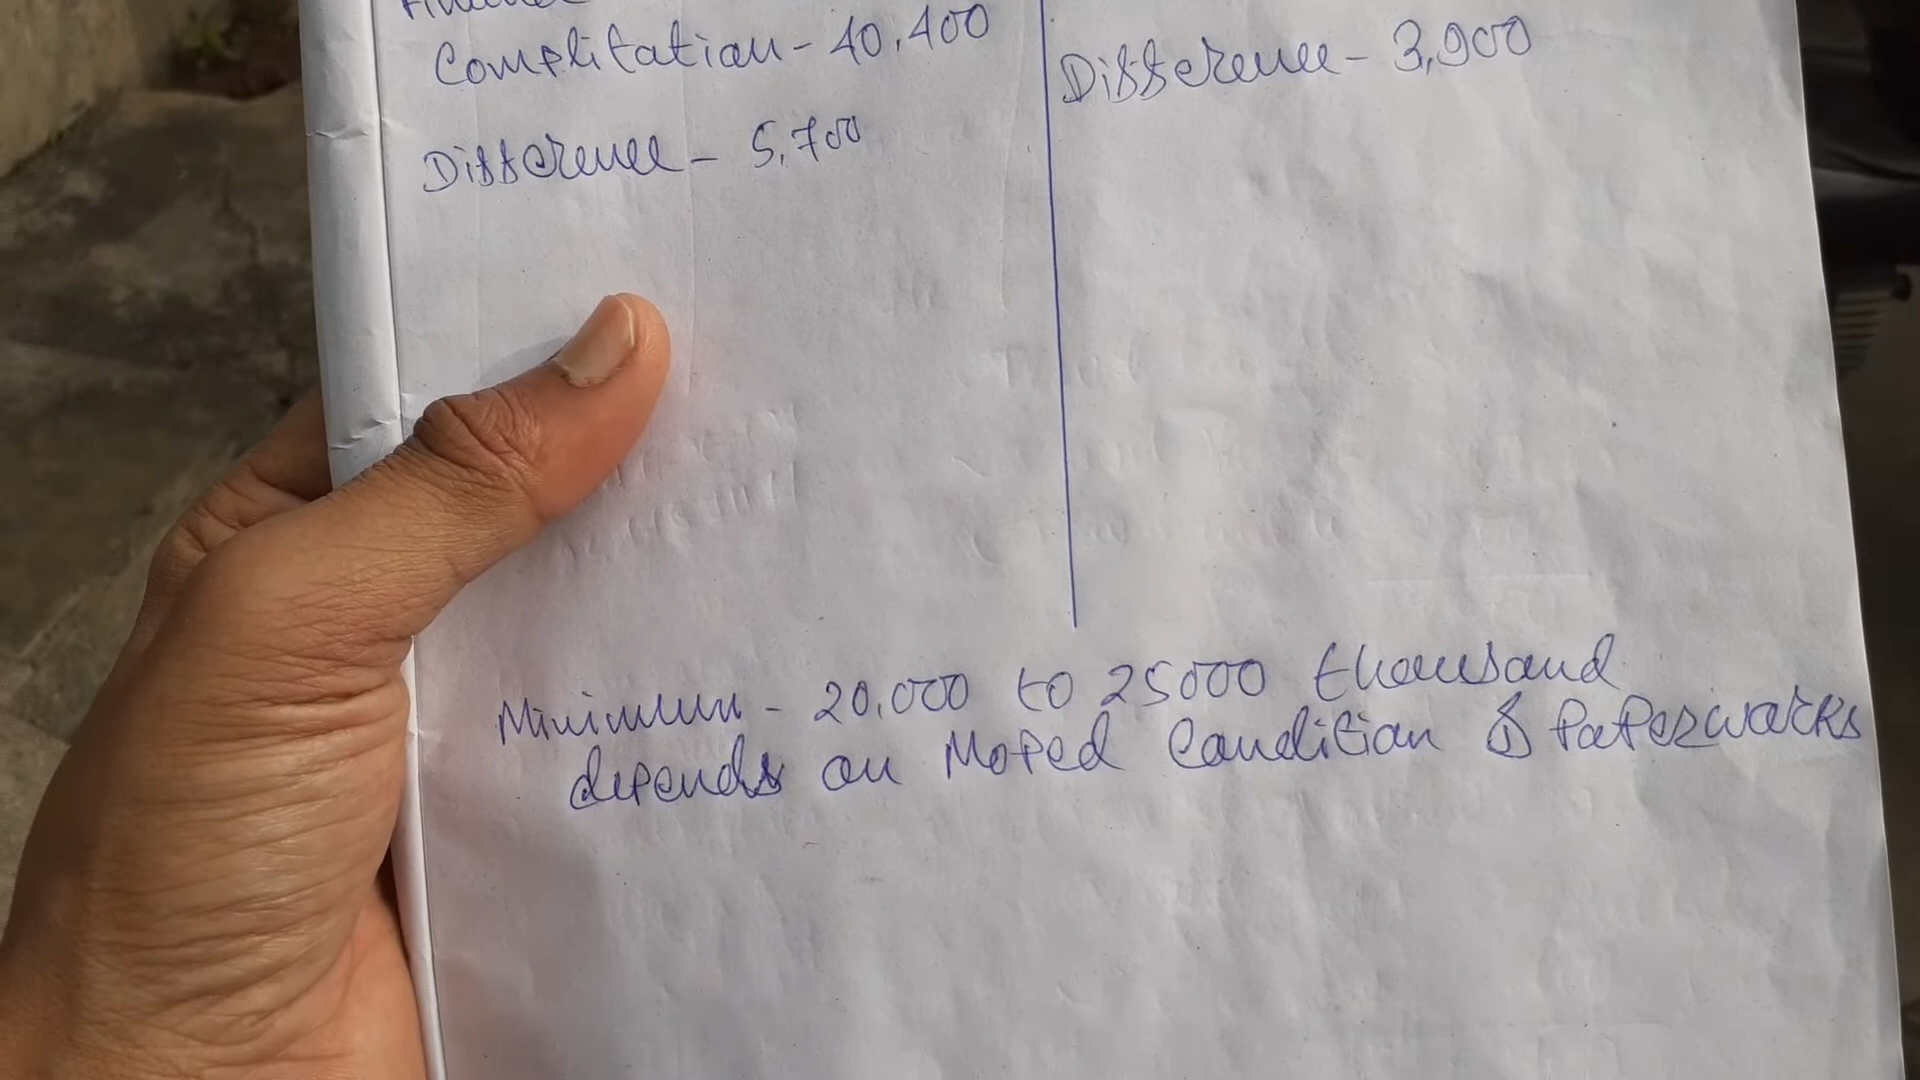 Complitation - 40,400
Difference - 5,700
Difference - 3,900
Minimum - 20,000 to 25000 thousand
depends on Moped Condition & Paperworks